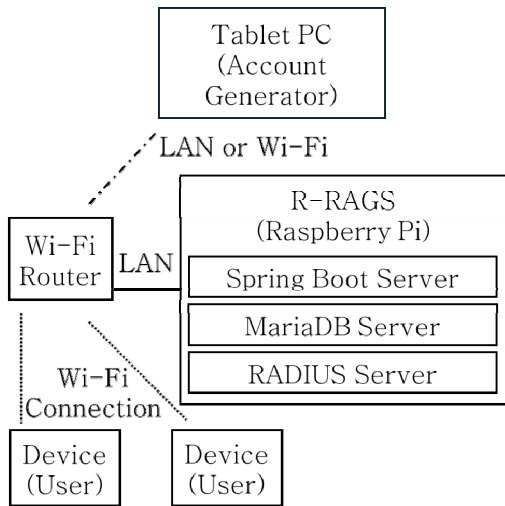 Tablet PC
(Account
Generator)
LAN or Wi-Fi
R-RAGS
(Raspberry Pi)
Wi-Fi
Router
LAN
Spring Boot Server
MariaDB Server
RADIUS Server
Wi-Fi
Connection
Device
(User)
Device
(User)